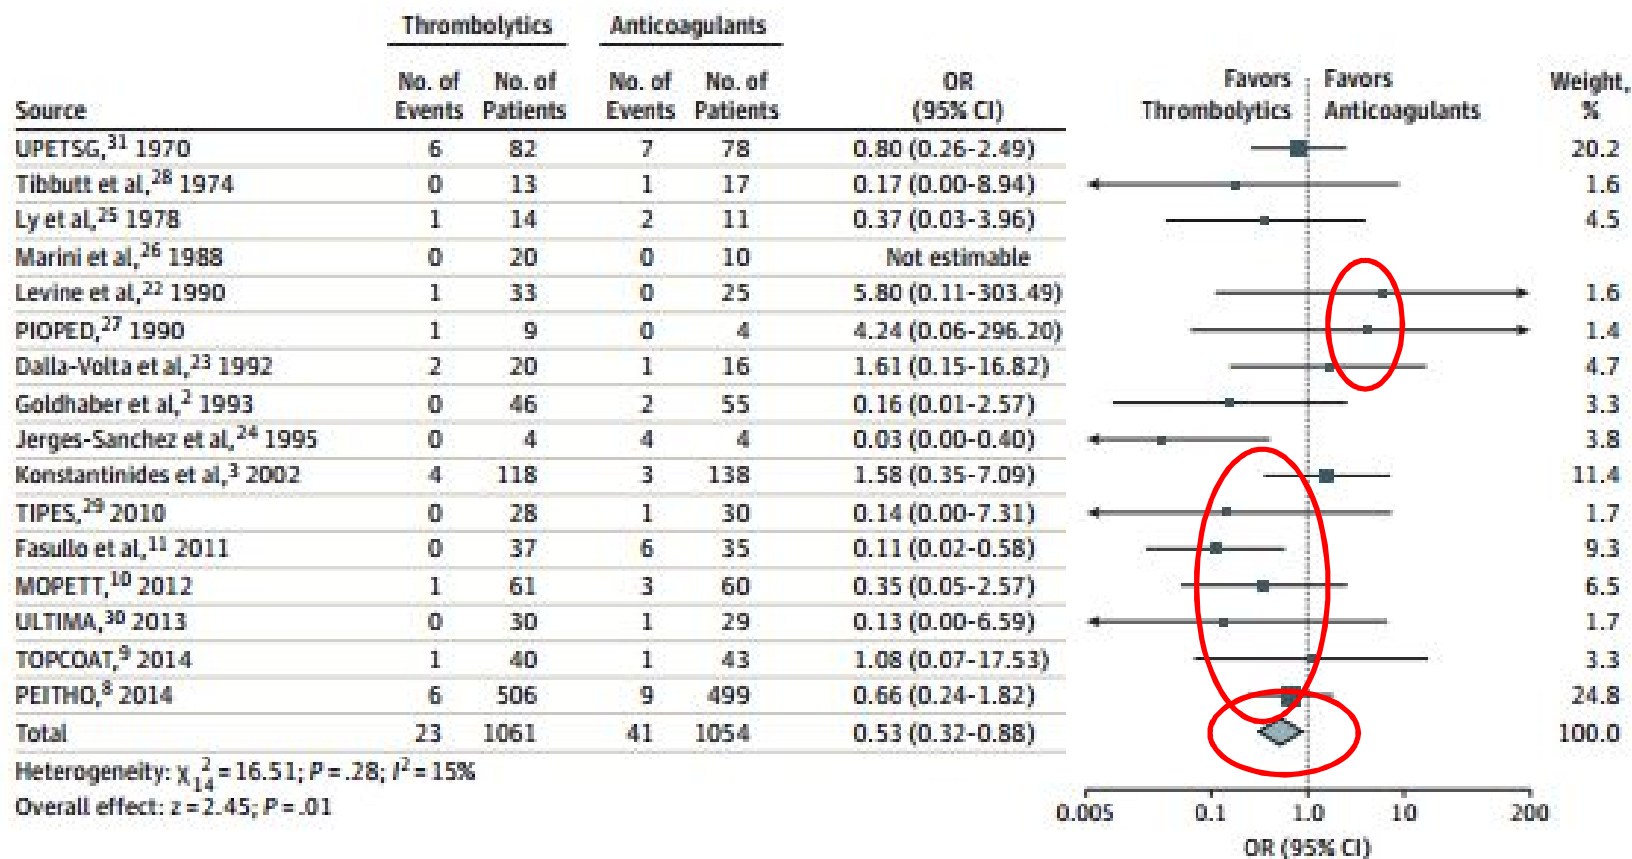 Thrombolytics Anticoagulants
No. of No. of No. of No. of OR Favors Favors Weight,
Source Events Patients Events Patients (95% CI) Thrombolytics Anticoagulants %
UPETSG,31 1970 6 82 7 78 0.80 (0.26-2.49) 20.2
Tibbutt et al,28 1974 0 13 1 17 0.17 (0.00-8.94) 1.6
Ly et al,25 1978 1 14 2 11 0.37 (0.03-3.96) 4.5
Marini et al,26 1988 0 20 0 10 Not estimable
Levine et al,22 1990 1 33 0 25 5.80 (0.11-303.49) 1.6
PIOPED,27 1990 1 9 0 4 4.24 (0.06-296.20) 1.4
Dalla-Volta et al,23 1992 2 20 1 16 1.61 (0.15-16.82) 4.7
Goldhaber et al,2 1993 0 46 2 55 0.16 (0.01-2.57) 3.3
Jerges-Sanchez et al,24 1995 0 4 4 4 0.03 (0.00-0.40) 3.8
Konstantinides et al,3 2002 4 118 3 138 1.58 (0.35-7.09) 11.4
TIPES,29 2010 0 28 1 30 0.14 (0.00-7.31) 1.7
Fasullo et al,11 2011 0 37 6 35 0.11 (0.02-0.58) 9.3
MOPETT,10 2012 1 61 3 60 0.35 (0.05-2.57) 6.5
ULTIMA,30 2013 0 30 1 29 0.13 (0.00-6.59) 1.7
TOPCOAT,9 2014 1 40 1 43 1.08 (0.07-17.53) 3.3
PEITHO,8 2014 6 506 9 499 0.66 (0.24-1.82) 24.8
Total 23 1061 41 1054 0.53 (0.32-0.88) 100.0
Heterogeneity: χ²14 = 16.51; P = .28; I² = 15%
Overall effect: z = 2.45; P = .01
0.005 0.1 1.0 10 200
OR (95% CI)